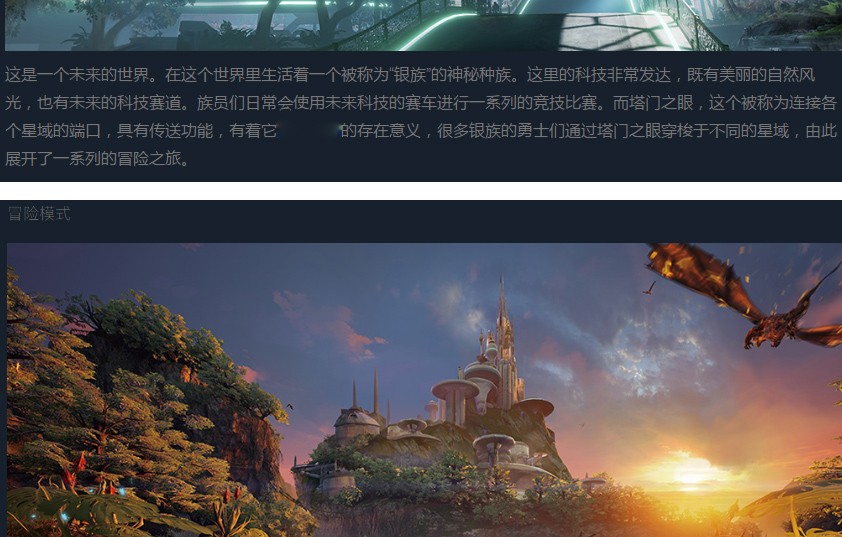 这是一个未来的世界。在这个世界里生活着一个被称为“银族”的神秘种族。这里的科技非常发达，既有美丽的自然风
光，也有未来的科技赛道。族员们日常会使用未来科技的赛车进行一系列的竞技比赛。而塔门之眼，这个被称为连接各
个星域的端口，具有传送功能，有着它的存在意义，很多银族的勇士们通过塔门之眼穿梭于不同的星域，由此
展开了一系列的冒险之旅。
冒险模式